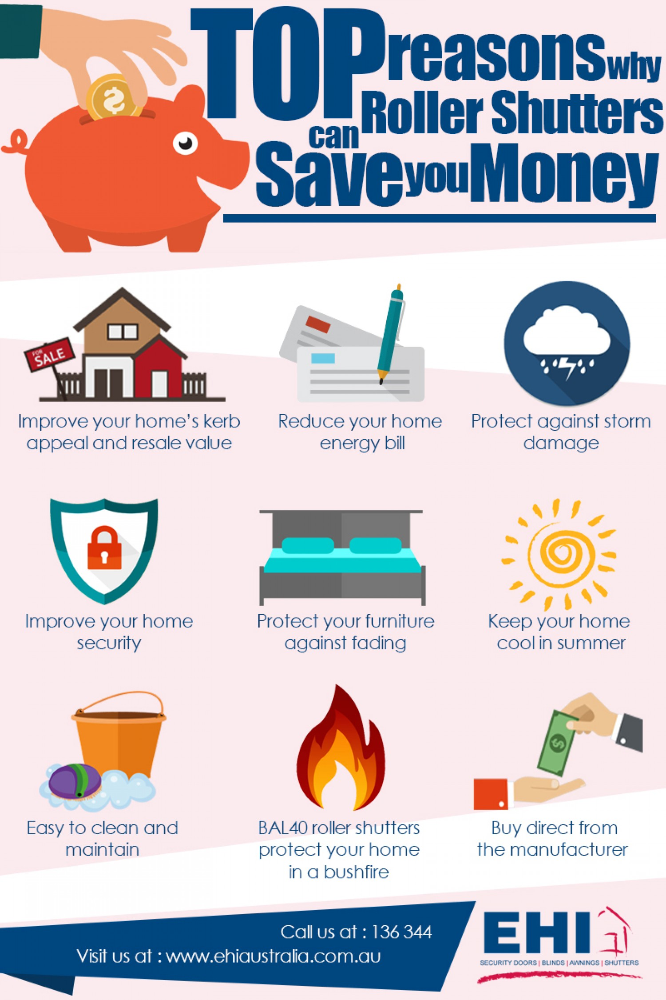 TOP reasons why
Roller Shutters
can
Save you Money
FOR
SALE
Improve your home's kerb
appeal and resale value
Reduce your home
energy bill
Protect against storm
damage
Improve your home
security
Protect your furniture
against fading
Keep your home
cool in summer
Easy to clean and
maintain
BAL40 roller shutters
protect your home
in a bushfire
Buy direct from
the manufacturer
Call us at : 136 344
Visit us at : www.ehiaustralia.com.au
EHI
SECURITY DOORS | BLINDS | AWNINGS | SHUTTERS